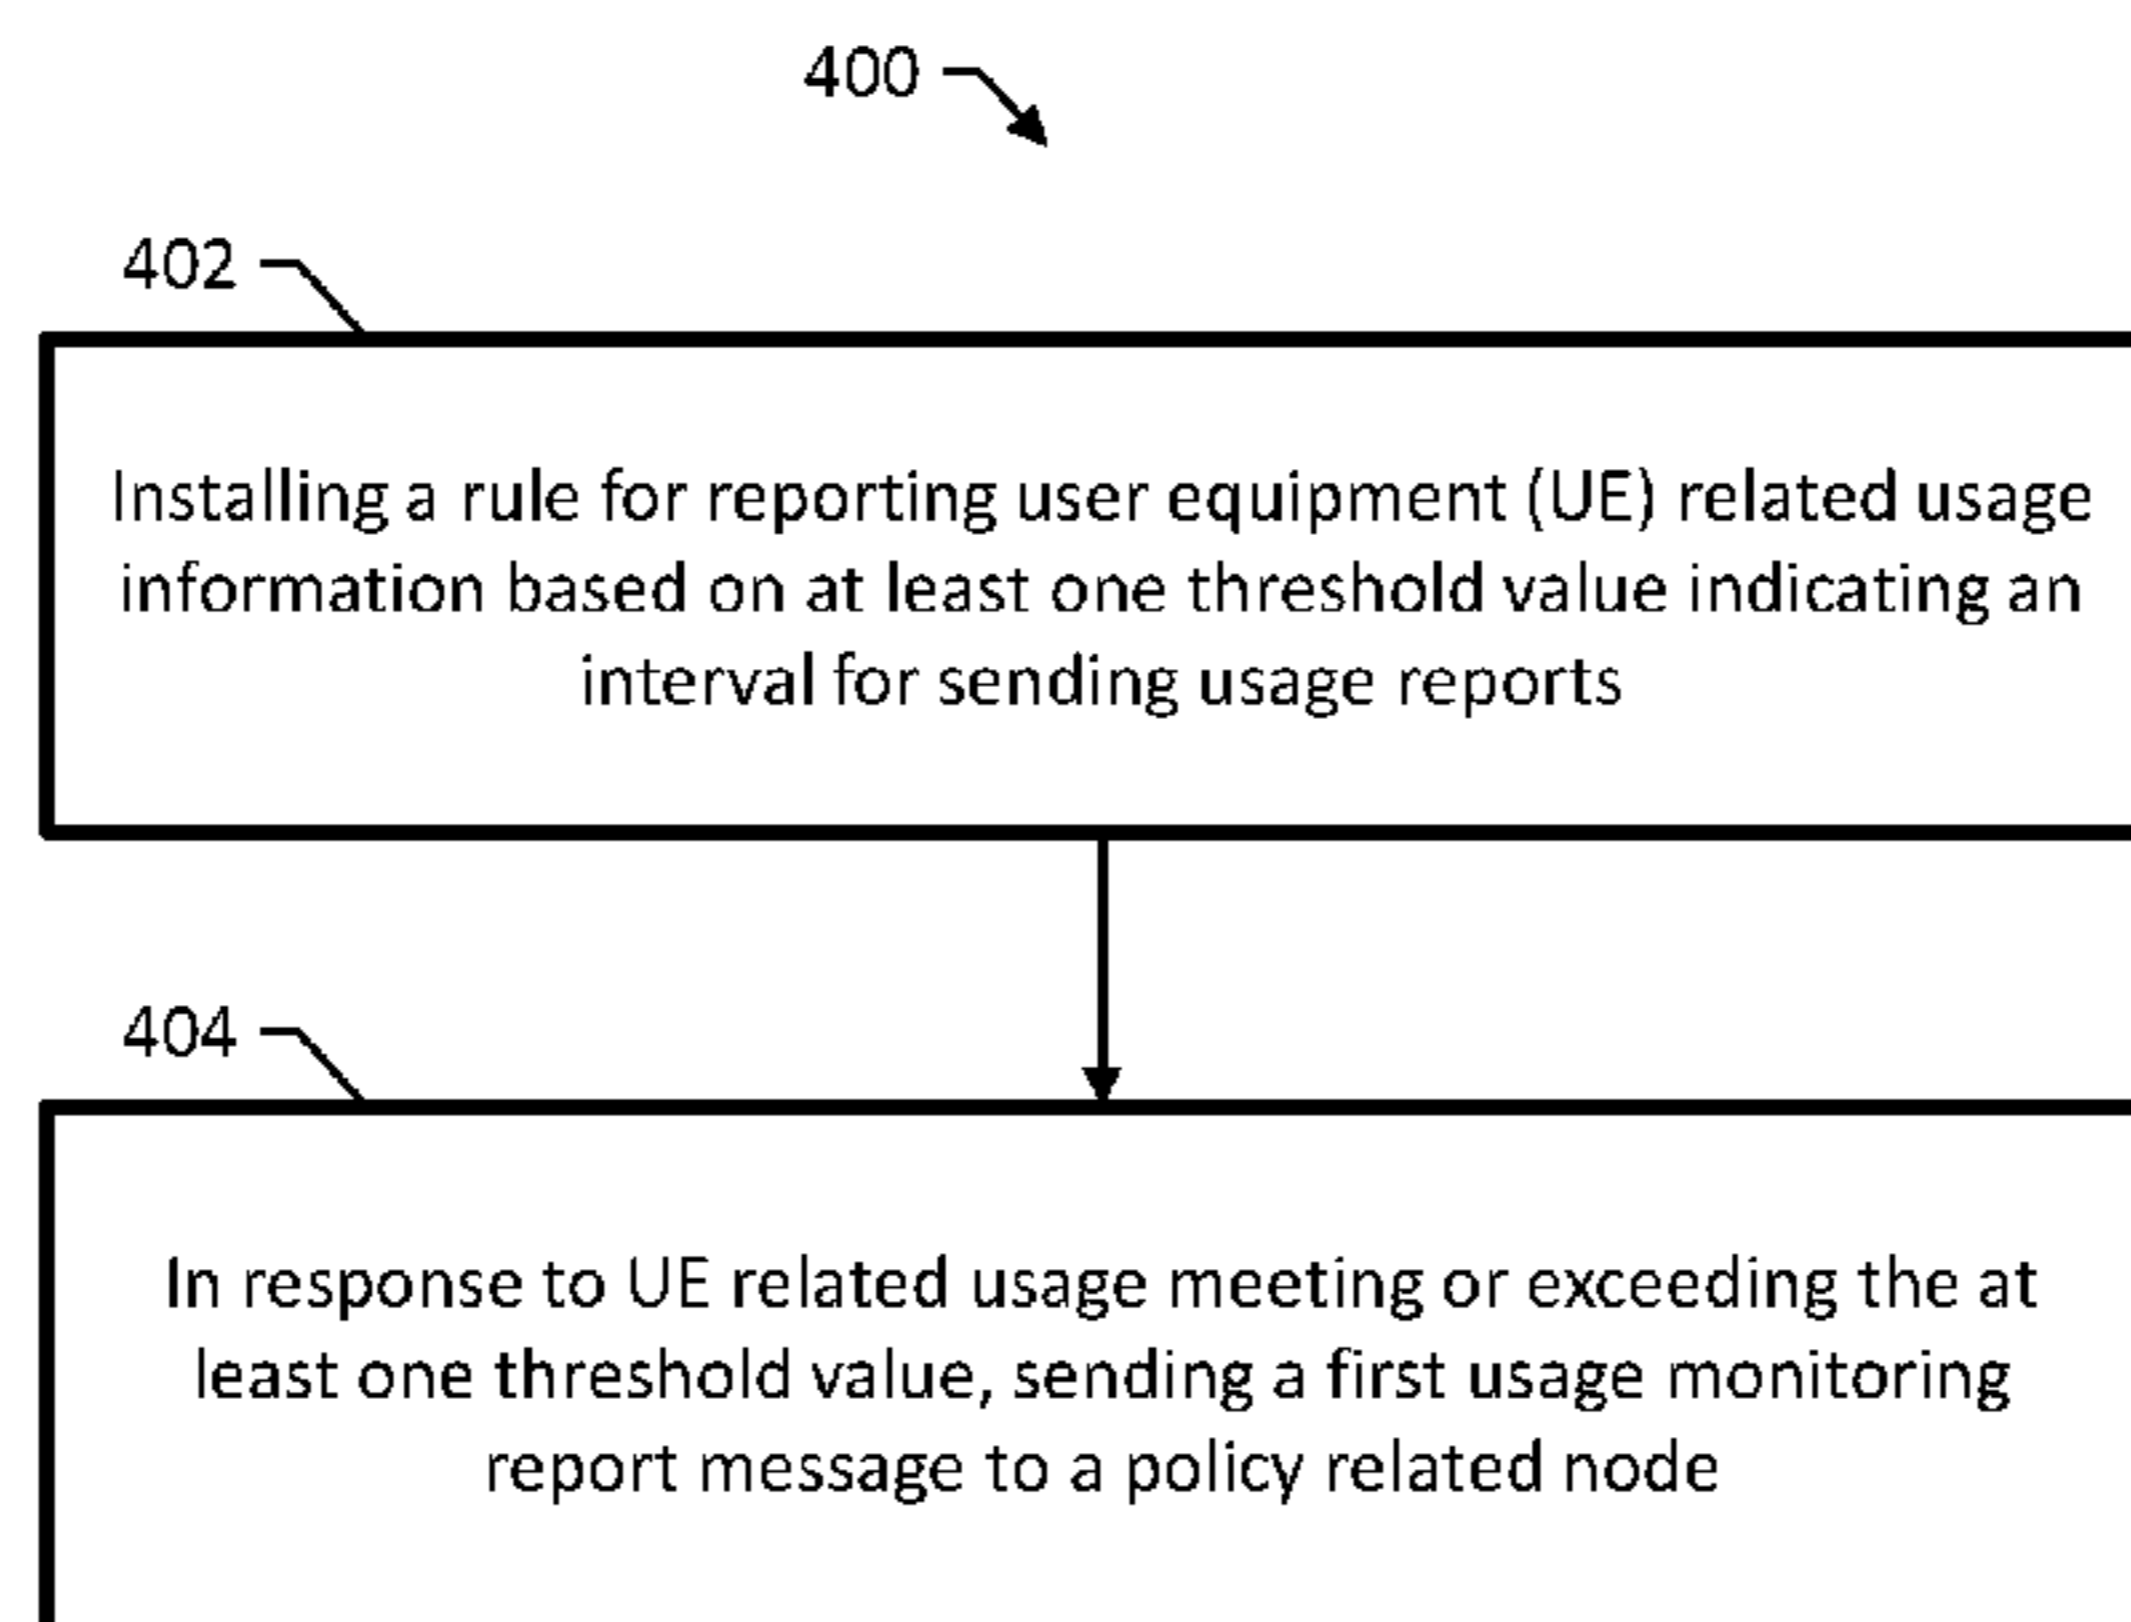 400
402
Installing a rule for reporting user equipment (UE) related usage
information based on at least one threshold value indicating an
interval for sending usage reports
404
In response to UE related usage meeting or exceeding the at
least one threshold value, sending a first usage monitoring
report message to a policy related node